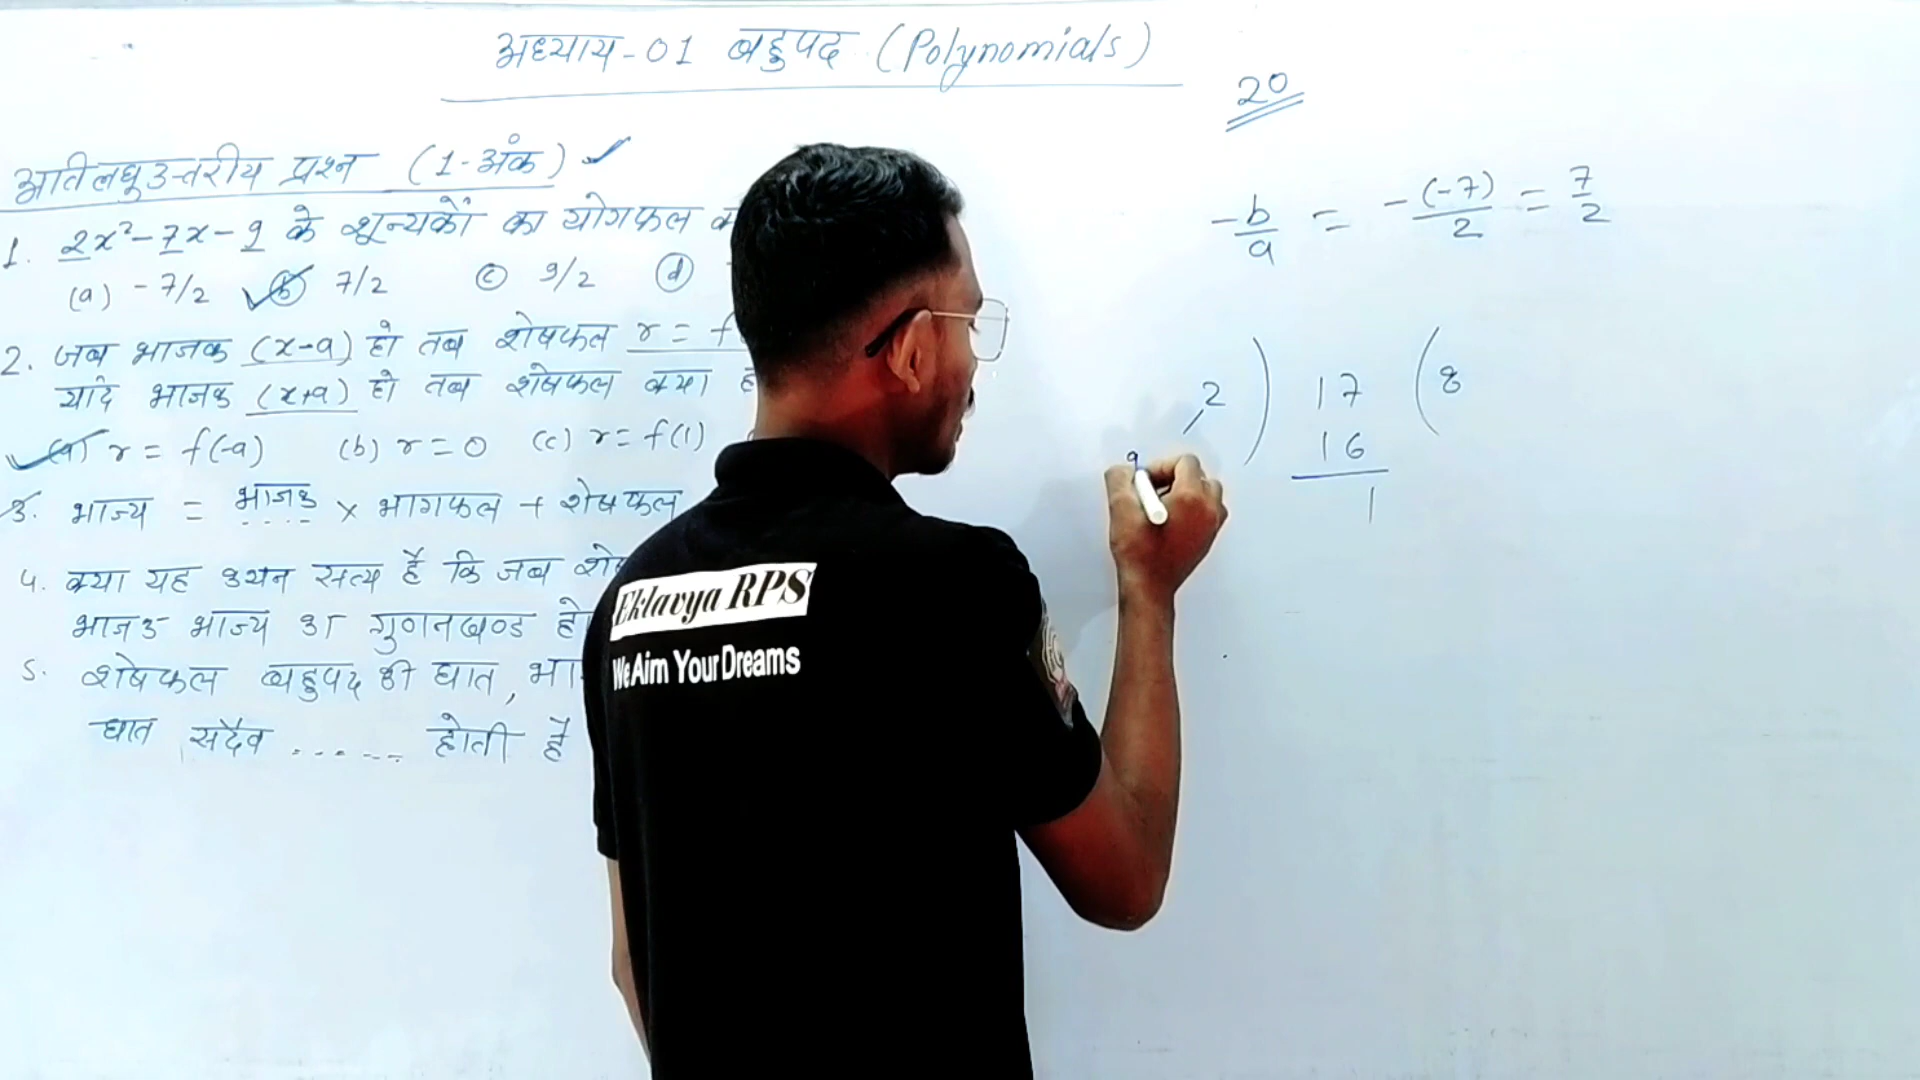 अध्याय-01 बहुपद (Polynomials)
20
अतिलघुउत्तरीय प्रश्न (1-अंक)
1. 2x²-7x-9 के शून्यकों का योगफल
(a) -7/2 (b) 7/2 (c) 9/2 (d)
2. जब भाजक (x-a) हो तब शेषफल r = f
यदि भाजक (x+a) हो तब शेषफल क्या
(a) r = f(-a) (b) r = 0 (c) r = f(1)
3. भाज्य = भाजक × भागफल + शेषफल
4. क्या यह कथन सत्य है कि जब
भाजक भाज्य का गुणनखण्ड
5. शेषफल बहुपद की घात,
घात सदैव ...... होती है
-b/a = -(-7)/2 = 7/2
2 ) 17 ( 8
16
1
Eklavya RPS
We Aim Your Dreams